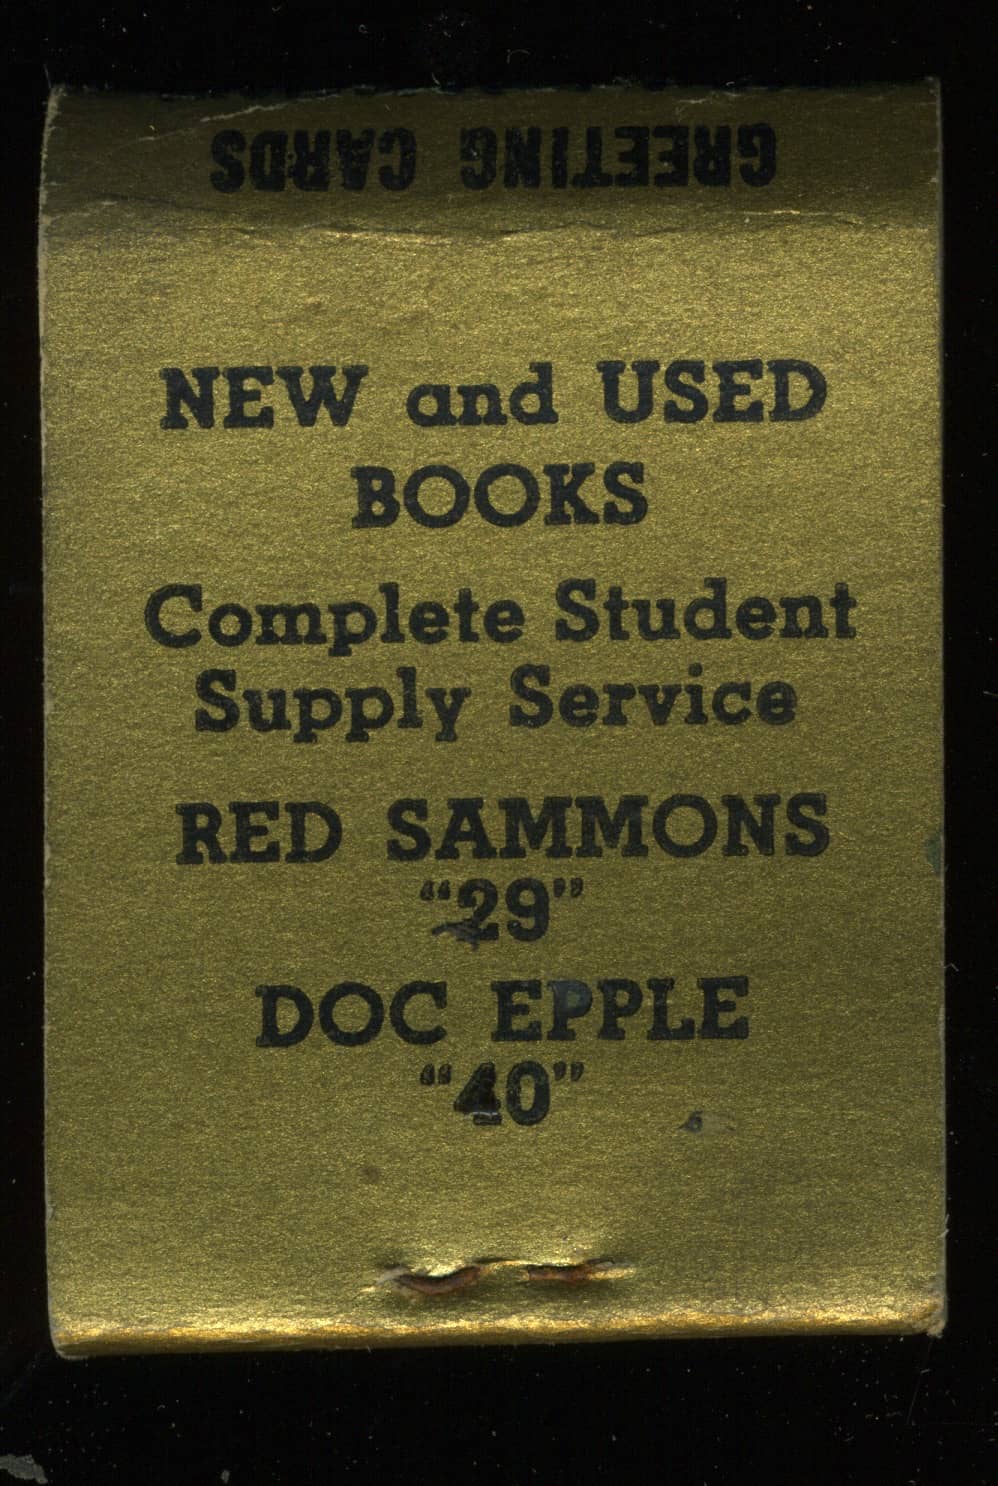 GREETING CARDS
NEW and USED
BOOKS
Complete Student
Supply Service
RED SAMMONS
“29”
DOC EPPLE
“40”